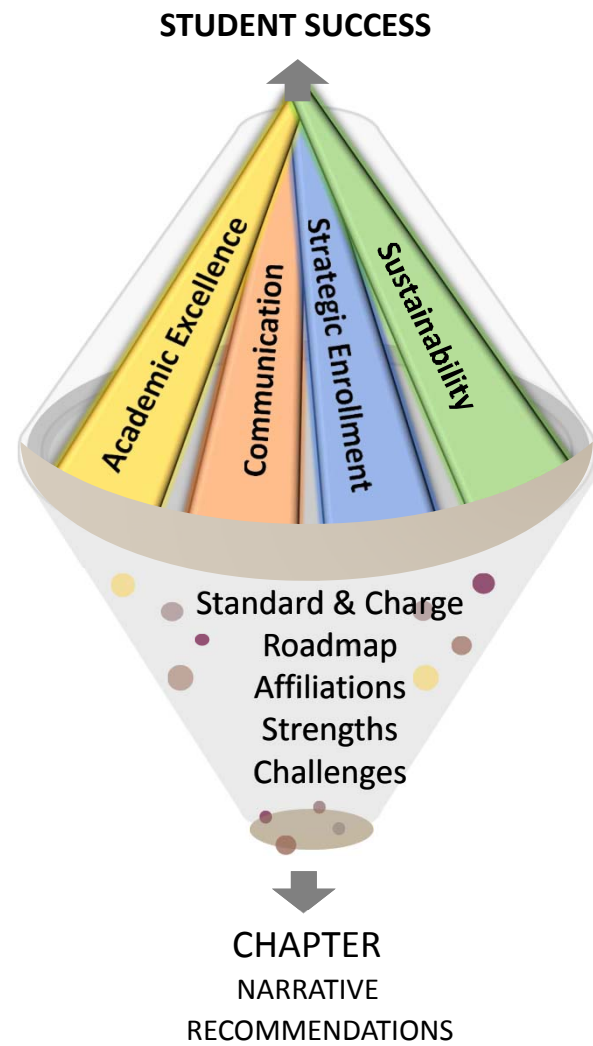 STUDENT SUCCESS
Academic Excellence
Communication
Strategic Enrollment
Sustainability
Standard & Charge
Roadmap
Affiliations
Strengths
Challenges
CHAPTER
NARRATIVE
RECOMMENDATIONS